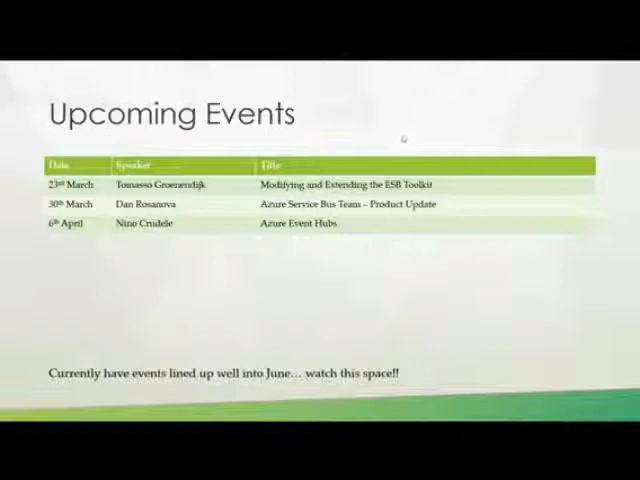 Upcoming Events
Date Speaker Title
23rd March Tomasso Groenendijk Modifying and Extending the ESB Toolkit
30th March Dan Rosanova Azure Service Bus Team – Product Update
6th April Nino Crudele Azure Event Hubs
Currently have events lined up well into June... watch this space!!